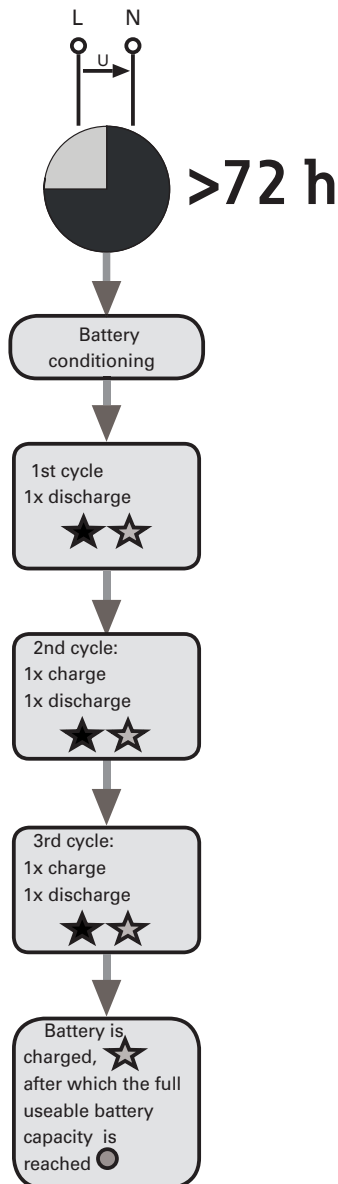 L N
U
>72 h
Battery
conditioning
1st cycle
1x discharge
2nd cycle:
1x charge
1x discharge
3rd cycle:
1x charge
1x discharge
Battery is
charged,
after which the full
useable battery
capacity is
reached